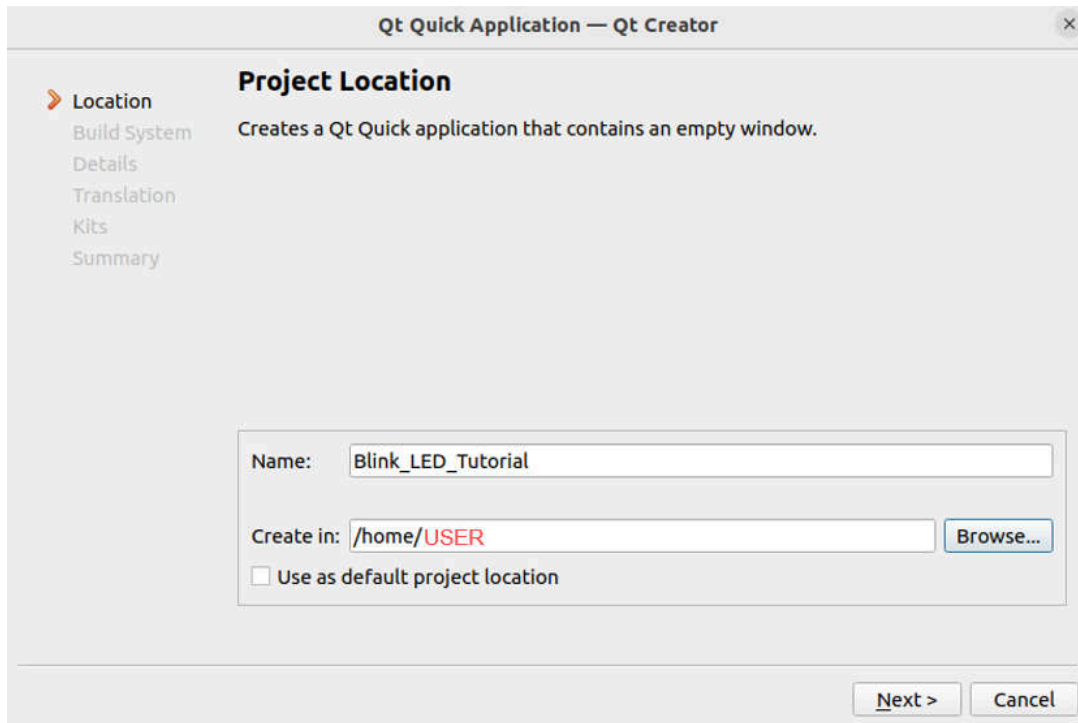 Qt Quick Application — Qt Creator
Location
Build System
Details
Translation
Kits
Summary
Project Location
Creates a Qt Quick application that contains an empty window.
Name: Blink_LED_Tutorial
Create in: /home/USER Browse...
Use as default project location
Next > Cancel